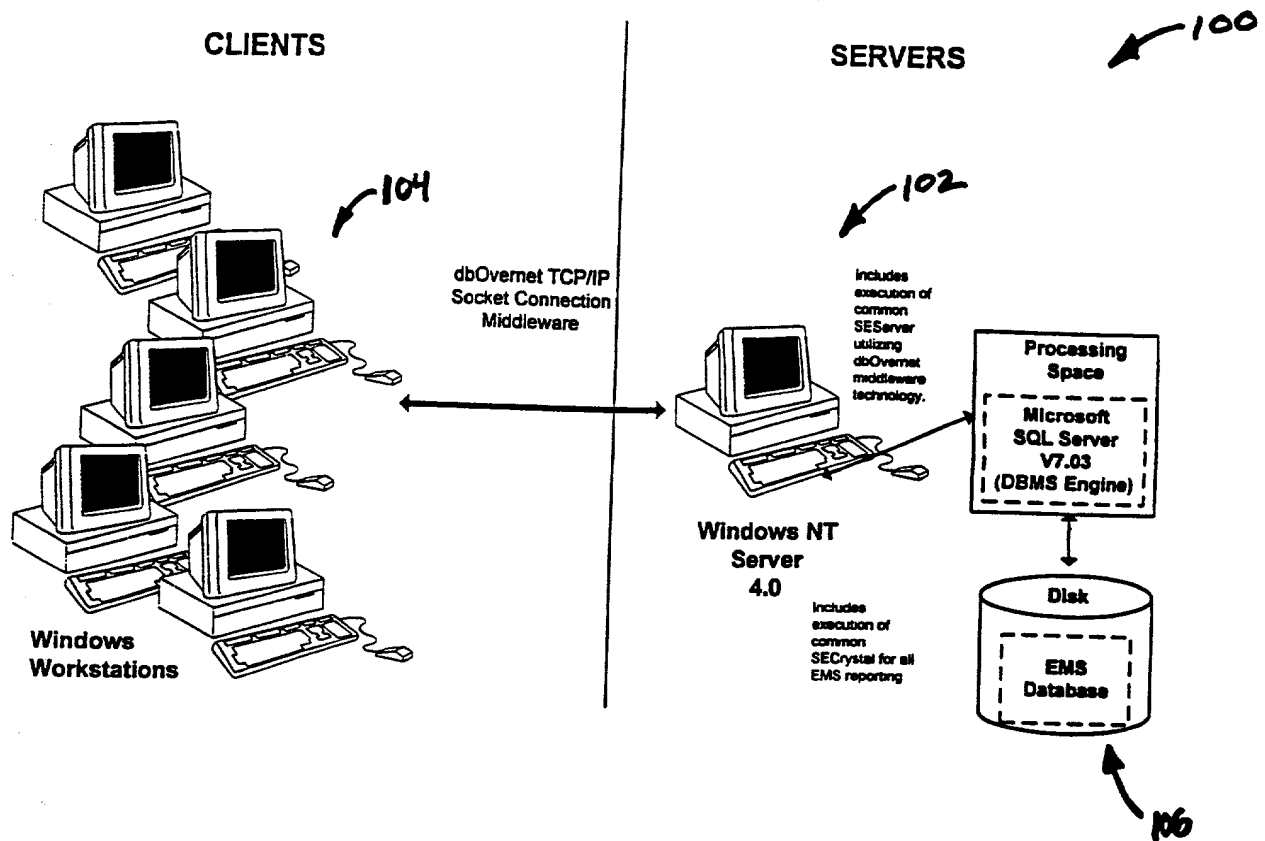 CLIENTS
SERVERS
100
104
102
dbOvernet TCP/IP
Socket Connection
Middleware
includes
execution of
common
SEServer
utilizing
dbOvernet
middleware
technology.
Processing
Space
Microsoft
SQL Server
V7.03
(DBMS Engine)
Windows NT
Server
4.0
includes
execution of
common
SECrystal for all
EMS reporting
Disk
EMS
Database
Windows
Workstations
106